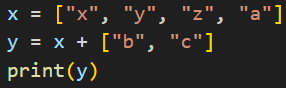 x = ["x", "y", "z", "a"]
y = x + ["b", "c"]
print(y)